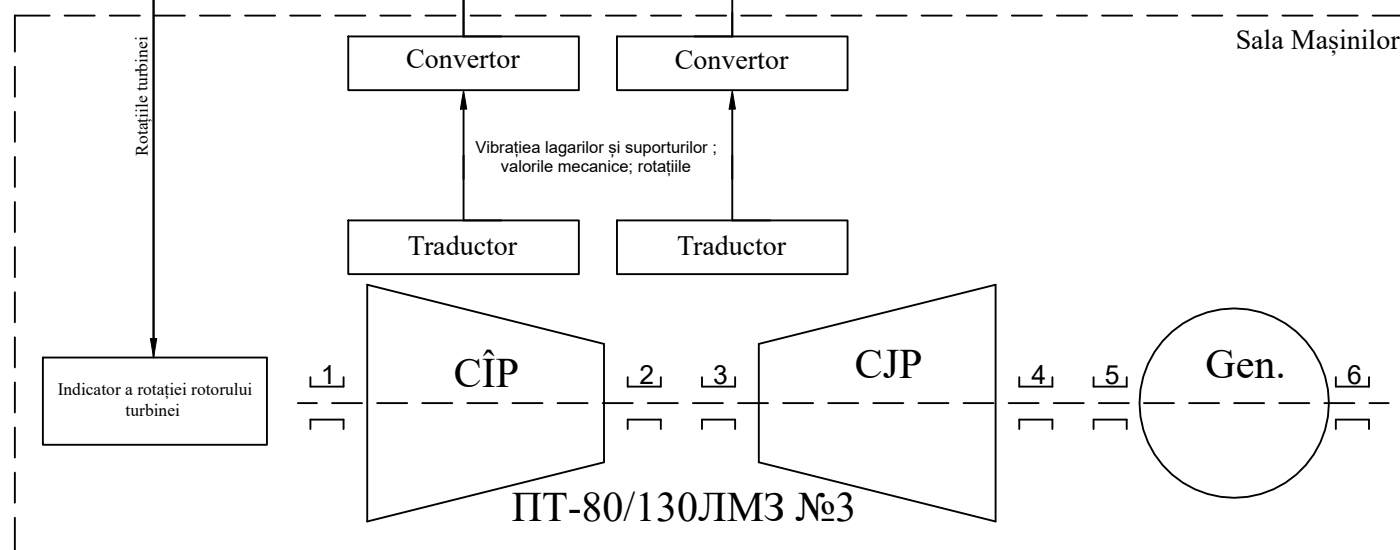 Sala Mașinilor
Rotațiile turbinei
Convertor
Convertor
Vibrațiea lagarilor și suporturilor ;
valorile mecanice; rotațiile
Traductor
Traductor
Indicator a rotației rotorului
turbinei
1
CÎP
2
3
CJP
4
5
Gen.
6
ПТ-80/130ЛМЗ №3